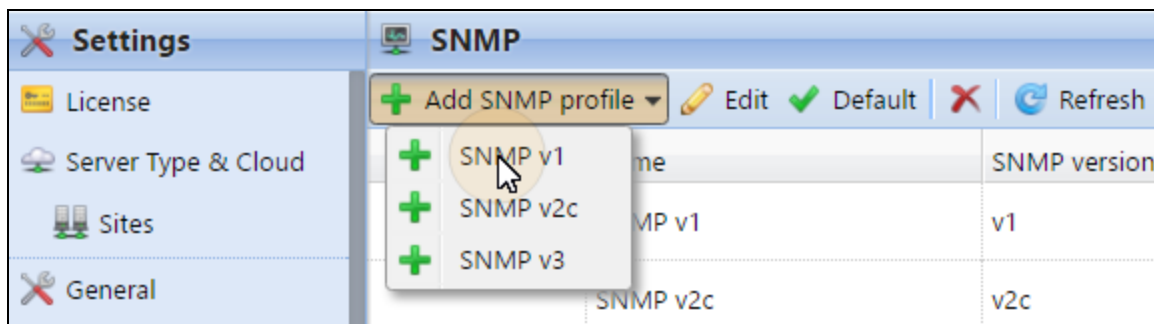 Settings
SNMP
License
Add SNMP profile
Edit
Default
Refresh
Server Type & Cloud
SNMP v1
me
SNMP version
Sites
SNMP v2c
MP v1
v1
SNMP v3
General
SNMP v2c
v2c